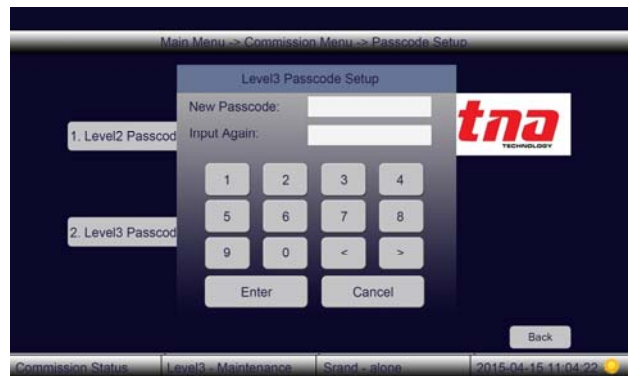 Main Menu -> Commission Menu -> Passcode Setup
Level3 Passcode Setup
New Passcode:
Input Again:
1. Level2 Passcod
tna
TECHNOLOGY
1 2 3 4
5 6 7 8
2. Level3 Passcod
9 0 < >
Enter Cancel
Back
Commission Status Level3 - Maintenance Srand - alone 2015-04-15 11:04:22